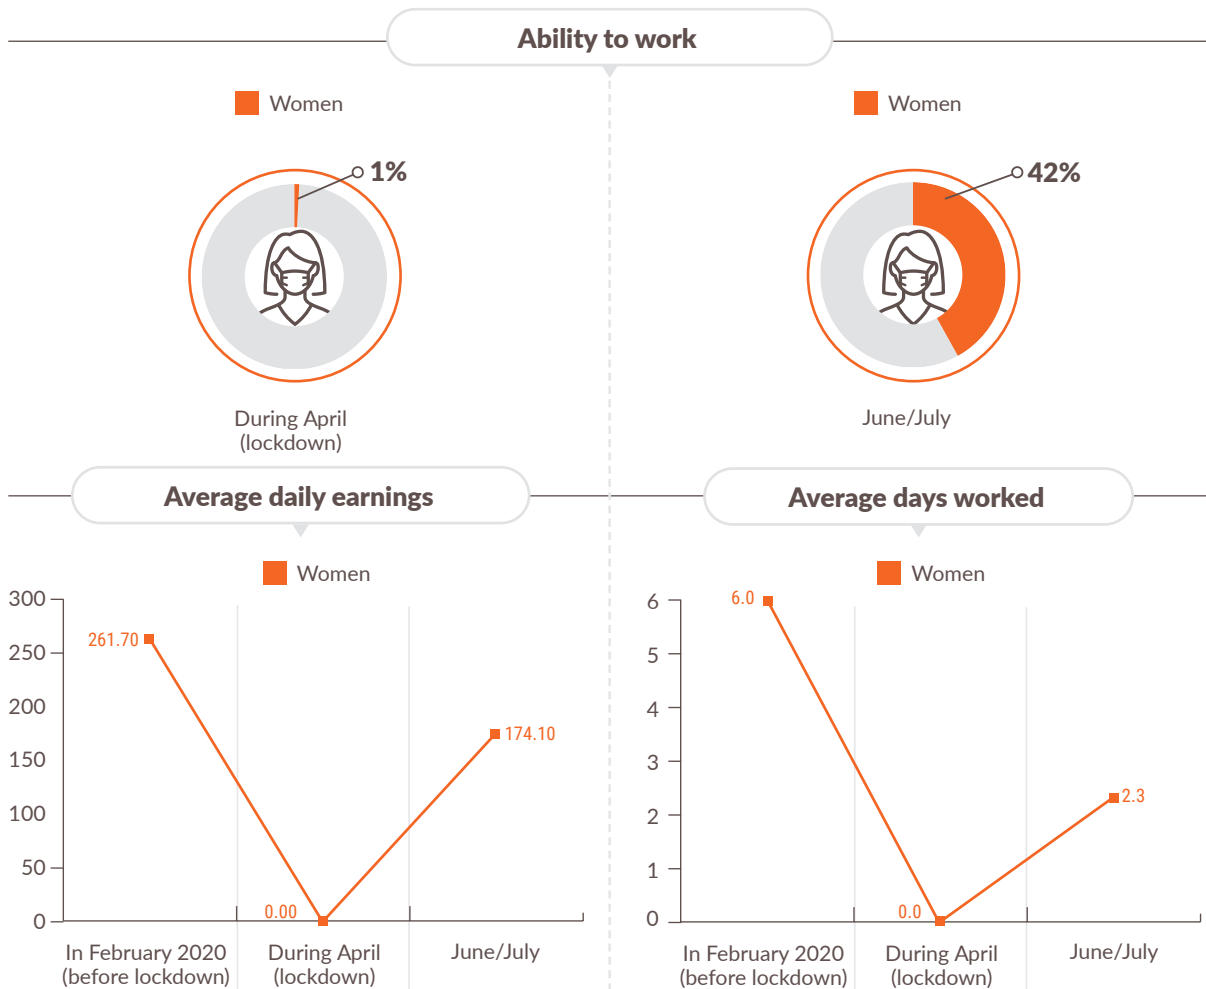 Ability to work
Women
1%
During April
(lockdown)
Women
42%
June/July
Average daily earnings
Women
300
250
200
150
100
50
0
261.70
0.00
174.10
In February 2020
(before lockdown)
During April
(lockdown)
June/July
Average days worked
Women
6
5
4
3
2
1
0
6.0
0.0
2.3
In February 2020
(before lockdown)
During April
(lockdown)
June/July